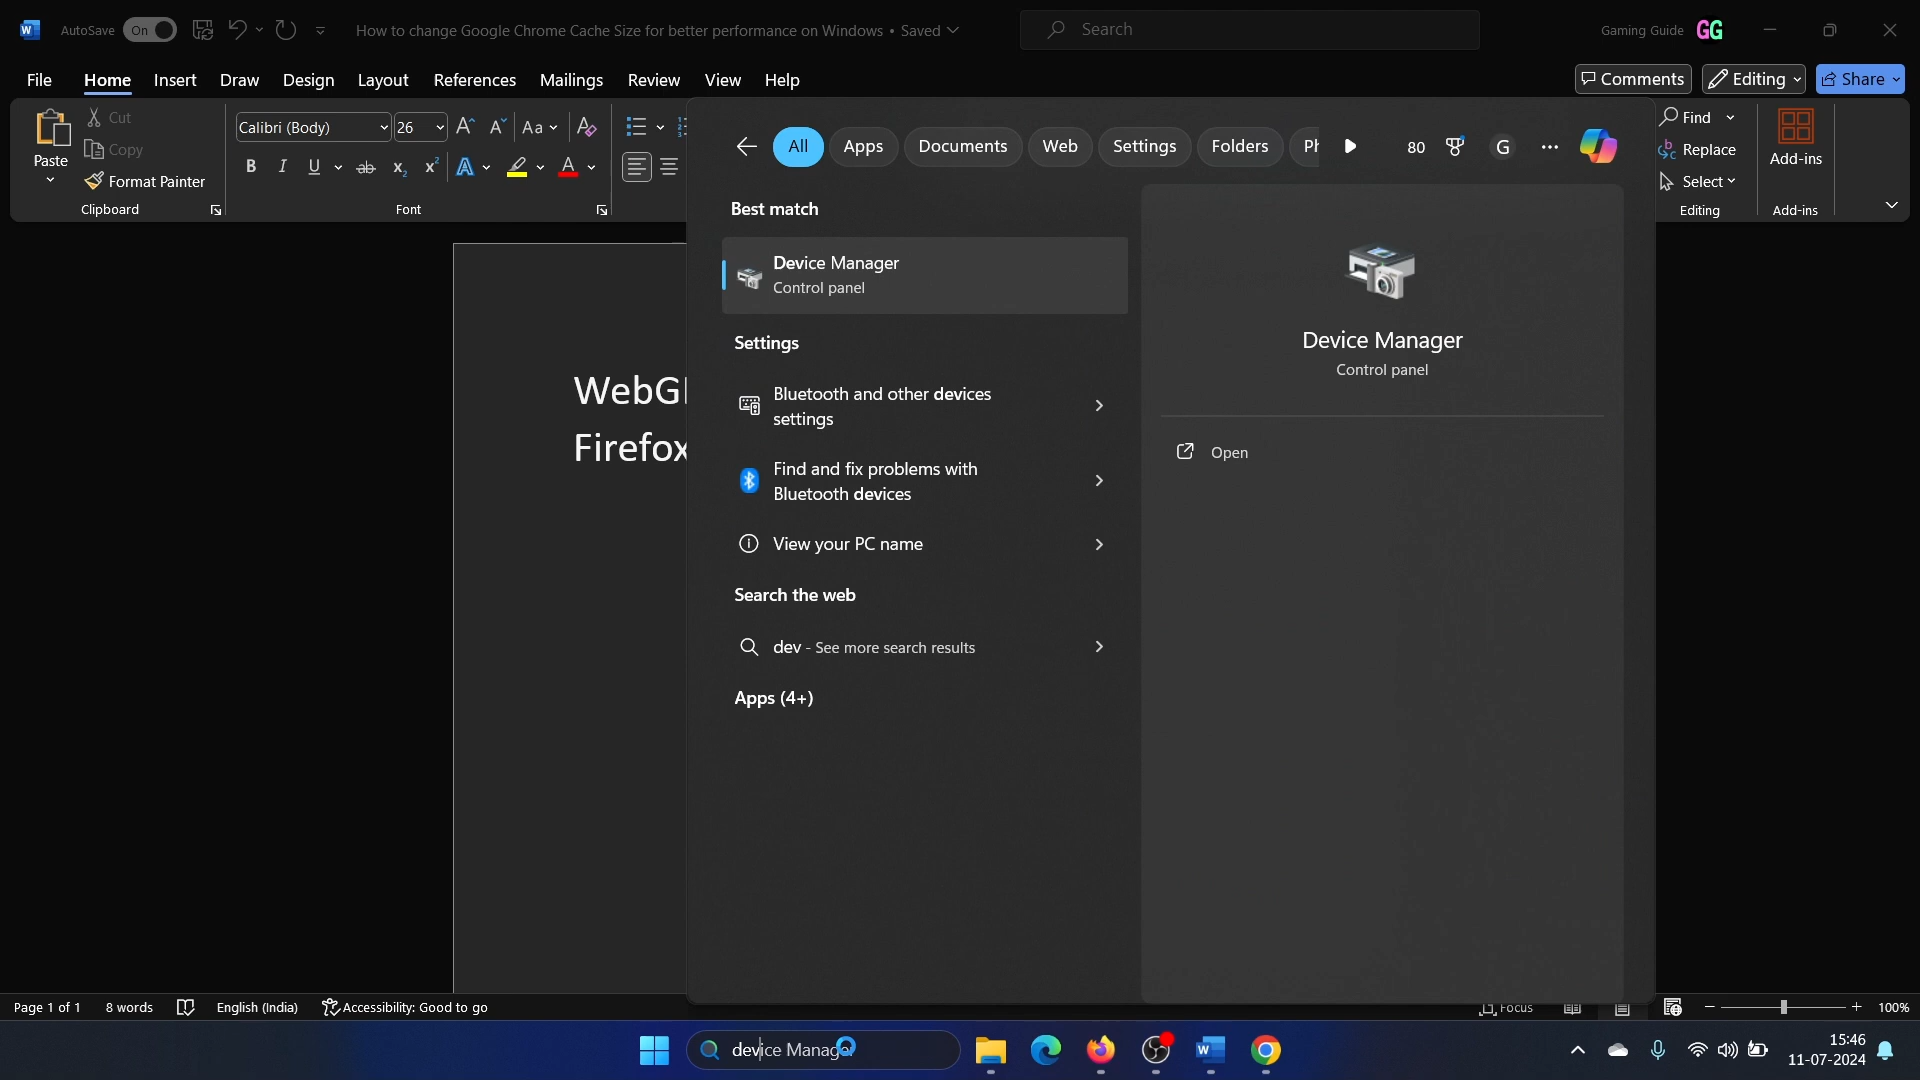 AutoSave On How to change Google Chrome Cache Size for better performance on Windows • Saved Search Gaming Guide GG
File Home Insert Draw Design Layout References Mailings Review View Help Comments Editing Share
Paste Cut Copy Format Painter
Clipboard
Calibri (Body) 26 Aa
Font
Find
Replace
Select
Editing
Add-ins
Add-ins
All Apps Documents Web Settings Folders 80 G
Best match
Device Manager
Control panel
Settings
Bluetooth and other devices
settings
Find and fix problems with
Bluetooth devices
View your PC name
Search the web
dev - See more search results
Apps (4+)
Device Manager
Control panel
Open
WebGl
Firefox
Page 1 of 1 8 words English (India) Accessibility: Good to go Focus 100%
device Manager
15:46
11-07-2024